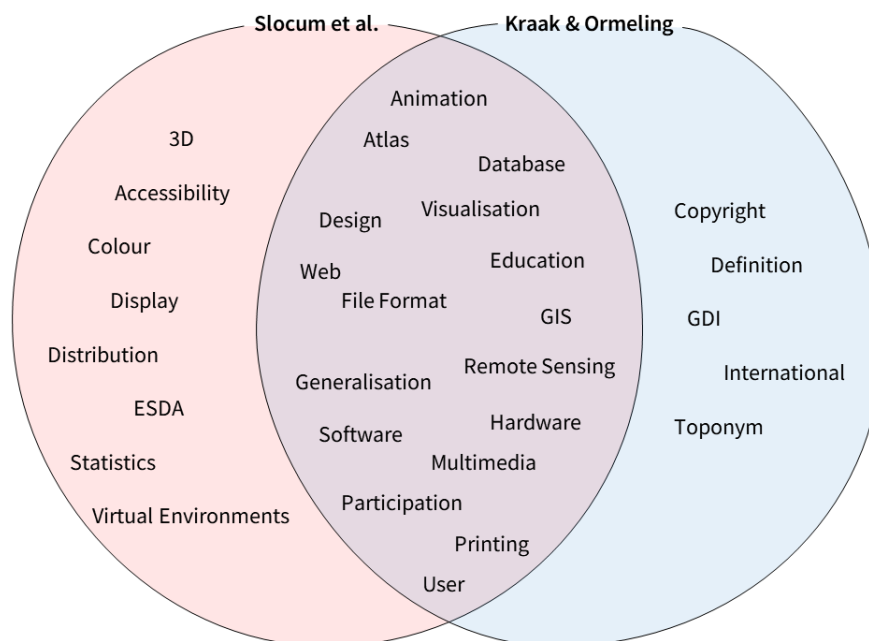 Slocum et al.
Kraak & Ormeling
3D
Accessibility
Colour
Display
Distribution
ESDA
Statistics
Virtual Environments
Animation
Atlas
Database
Design
Visualisation
Web
Education
File Format
GIS
Generalisation
Remote Sensing
Software
Hardware
Multimedia
Participation
Printing
User
Copyright
Definition
GDI
International
Toponym